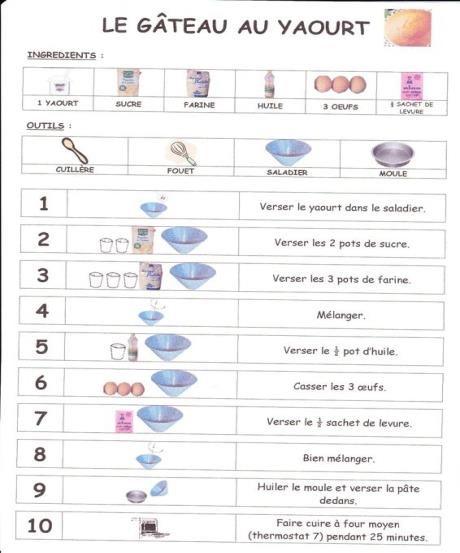 LE GÂTEAU AU YAOURT
INGREDIENTS :
1 YAOURT SUCRE FARINE HUILE 3 OEUFS ½ SACHET DE LEVURE
OUTILS :
CUILLÈRE FOUET SALADIER MOULE
1 Verser le yaourt dans le saladier.
2 Verser les 2 pots de sucre.
3 Verser les 3 pots de farine.
4 Mélanger.
5 Verser le ½ pot d'huile.
6 Casser les 3 œufs.
7 Verser le ½ sachet de levure.
8 Bien mélanger.
9 Huiler le moule et verser la pâte
dedans.
10 Faire cuire à four moyen
(thermostat 7) pendant 25 minutes.